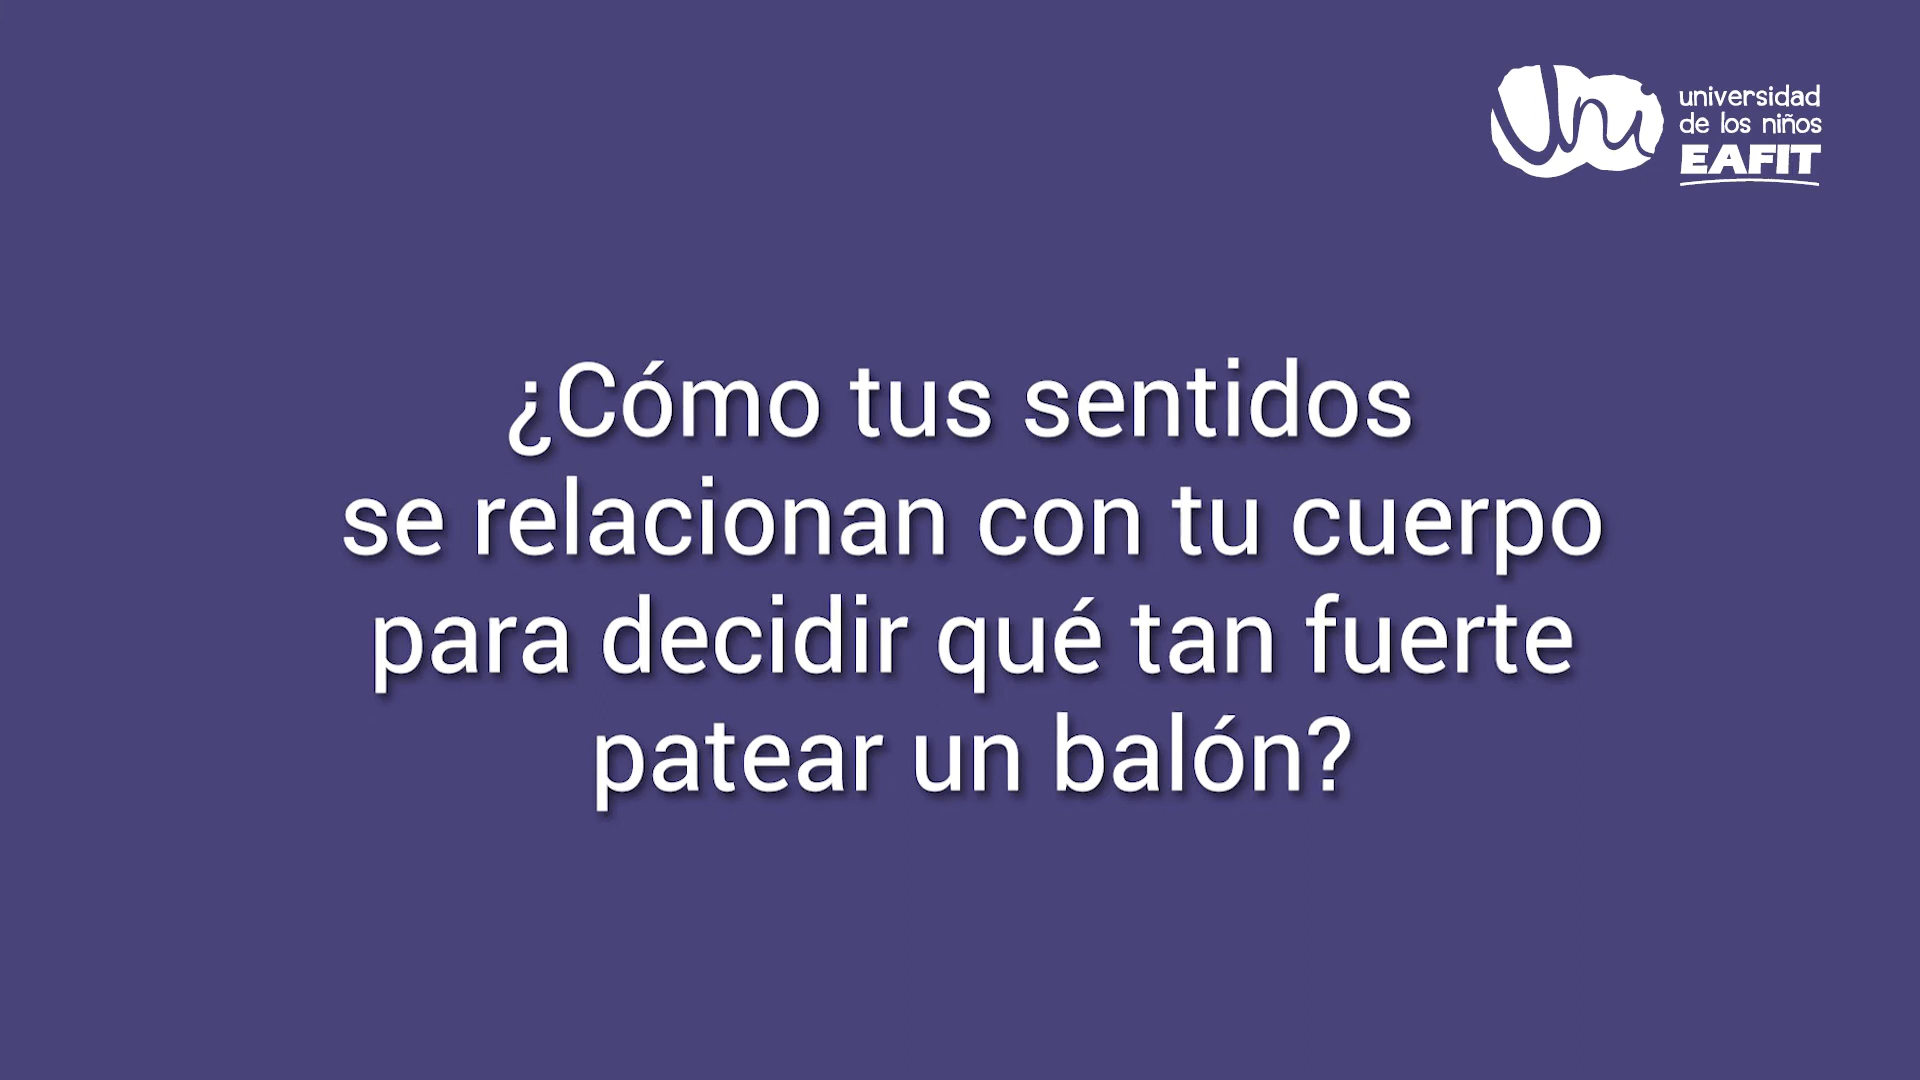 Uni
universidad
de los niños
EAFIT
¿Cómo tus sentidos
se relacionan con tu cuerpo
para decidir qué tan fuerte
patear un balón?